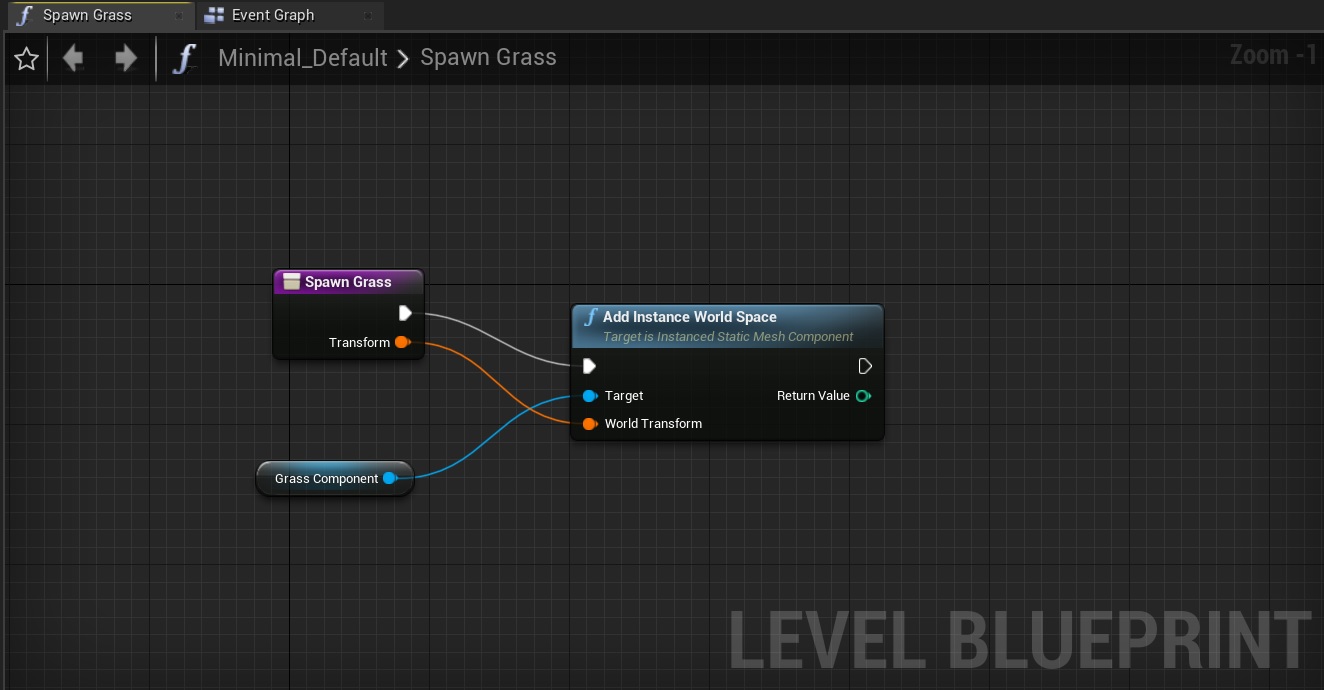 Spawn Grass
Event Graph
Minimal_Default > Spawn Grass
Zoom -1
Spawn Grass
Transform
Add Instance World Space
Target is Instanced Static Mesh Component
Target
Return Value
World Transform
Grass Component
LEVEL BLUEPRINT